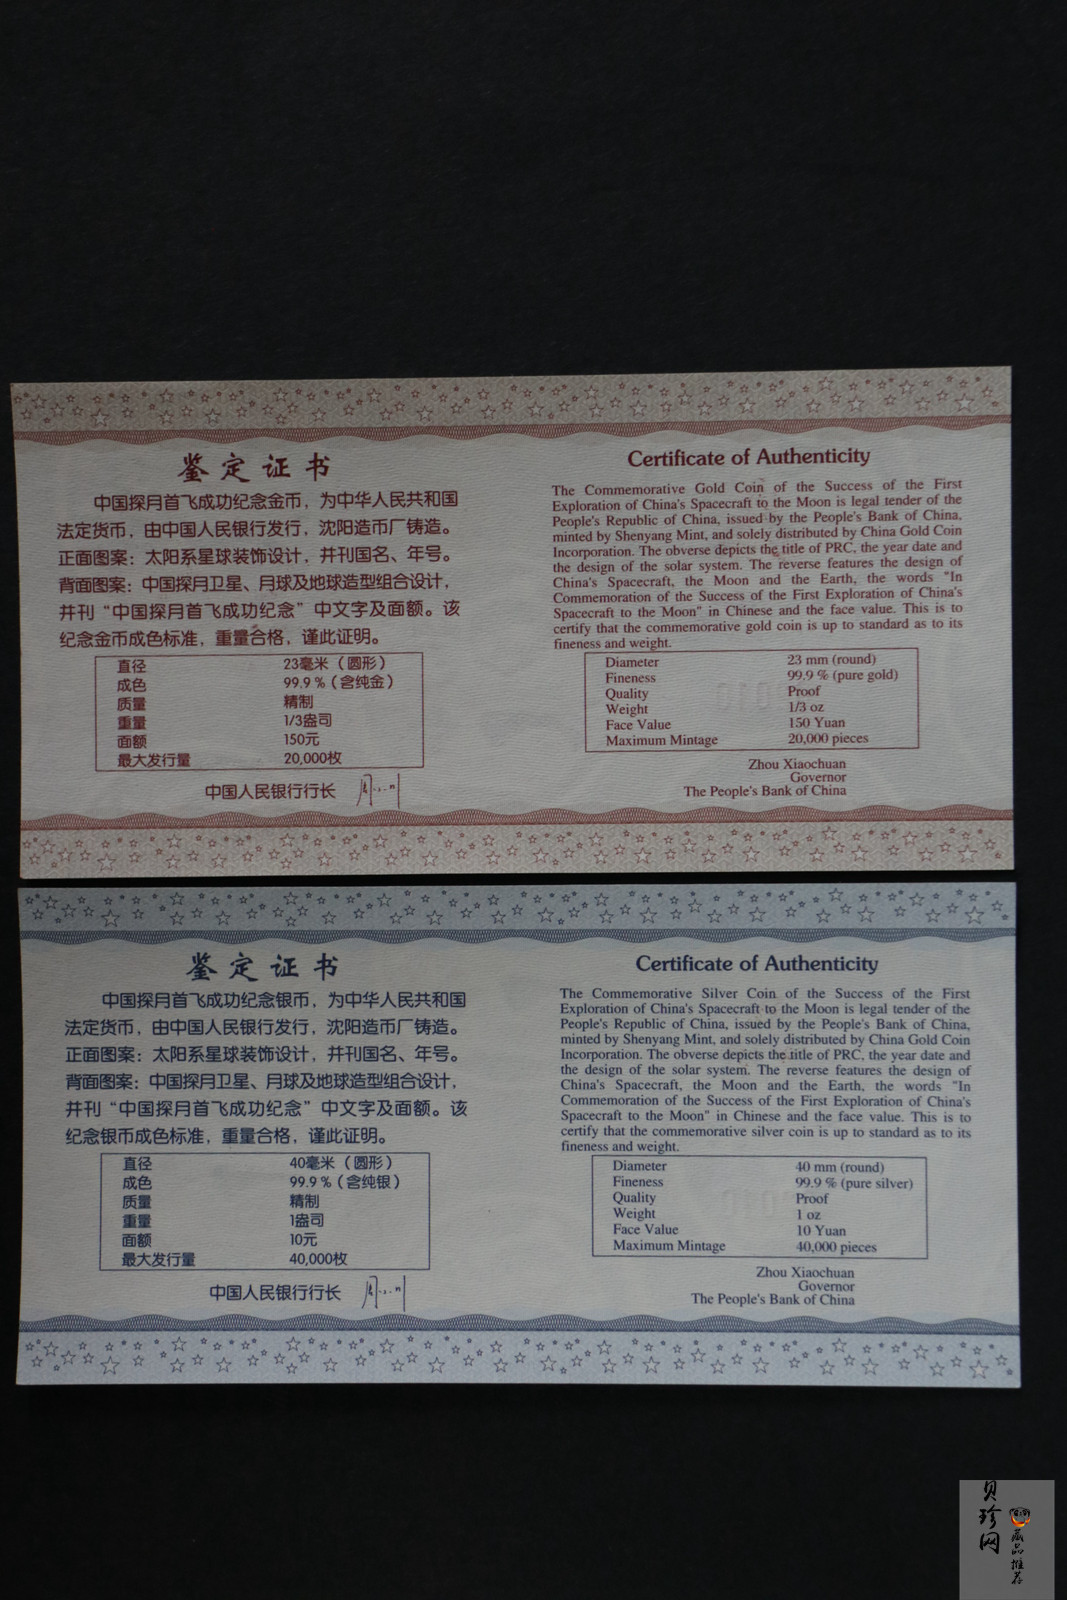 鉴定证书
中国探月首飞成功纪念金币，为中华人民共和国
法定货币，由中国人民银行发行，沈阳造币厂铸造。
正面图案：太阳系星球装饰设计，并刊国名、年号。
背面图案：中国探月卫星、月球及地球造型组合设计，
并刊“中国探月首飞成功纪念”中文字及面额。该
纪念金币成色标准，重量合格，谨此证明。
直径 23毫米（圆形）
成色 99.9％（含纯金）
质量 精制
重量 1/3盎司
面额 150元
最大发行量 20,000枚
中国人民银行行长
Certificate of Authenticity
The Commemorative Gold Coin of the Success of the First
Exploration of China's Spacecraft to the Moon is legal tender of the
People's Republic of China, issued by the People's Bank of China,
minted by Shenyang Mint, and solely distributed by China Gold Coin
Incorporation. The obverse depicts the title of PRC, the year date and
the design of the solar system. The reverse features the design of
China's Spacecraft, the Moon and the Earth, the words "In
Commemoration of the Success of the First Exploration of China's
Spacecraft to the Moon" in Chinese and the face value. This is to
certify that the commemorative gold coin is up to standard as to its
fineness and weight.
Diameter 23 mm (round)
Fineness 99.9 % (pure gold)
Quality Proof
Weight 1/3 oz
Face Value 150 Yuan
Maximum Mintage 20,000 pieces
Zhou Xiaochuan
Governor
The People's Bank of China
鉴定证书
中国探月首飞成功纪念银币，为中华人民共和国
法定货币，由中国人民银行发行，沈阳造币厂铸造。
正面图案：太阳系星球装饰设计，并刊国名、年号。
背面图案：中国探月卫星、月球及地球造型组合设计，
并刊“中国探月首飞成功纪念”中文字及面额。该
纪念银币成色标准，重量合格，谨此证明。
直径 40毫米（圆形）
成色 99.9％（含纯银）
质量 精制
重量 1盎司
面额 10元
最大发行量 40,000枚
中国人民银行行长
Certificate of Authenticity
The Commemorative Silver Coin of the Success of the First
Exploration of China's Spacecraft to the Moon is legal tender of the
People's Republic of China, issued by the People's Bank of China,
minted by Shenyang Mint, and solely distributed by China Gold Coin
Incorporation. The obverse depicts the title of PRC, the year date and
the design of the solar system. The reverse features the design of
China's Spacecraft, the Moon and the Earth, the words "In
Commemoration of the Success of the First Exploration of China's
Spacecraft to the Moon" in Chinese and the face value. This is to
certify that the commemorative silver coin is up to standard as to its
fineness and weight.
Diameter 40 mm (round)
Fineness 99.9 % (pure silver)
Quality Proof
Weight 1 oz
Face Value 10 Yuan
Maximum Mintage 40,000 pieces
Zhou Xiaochuan
Governor
The People's Bank of China
贝珍网
藏品推荐